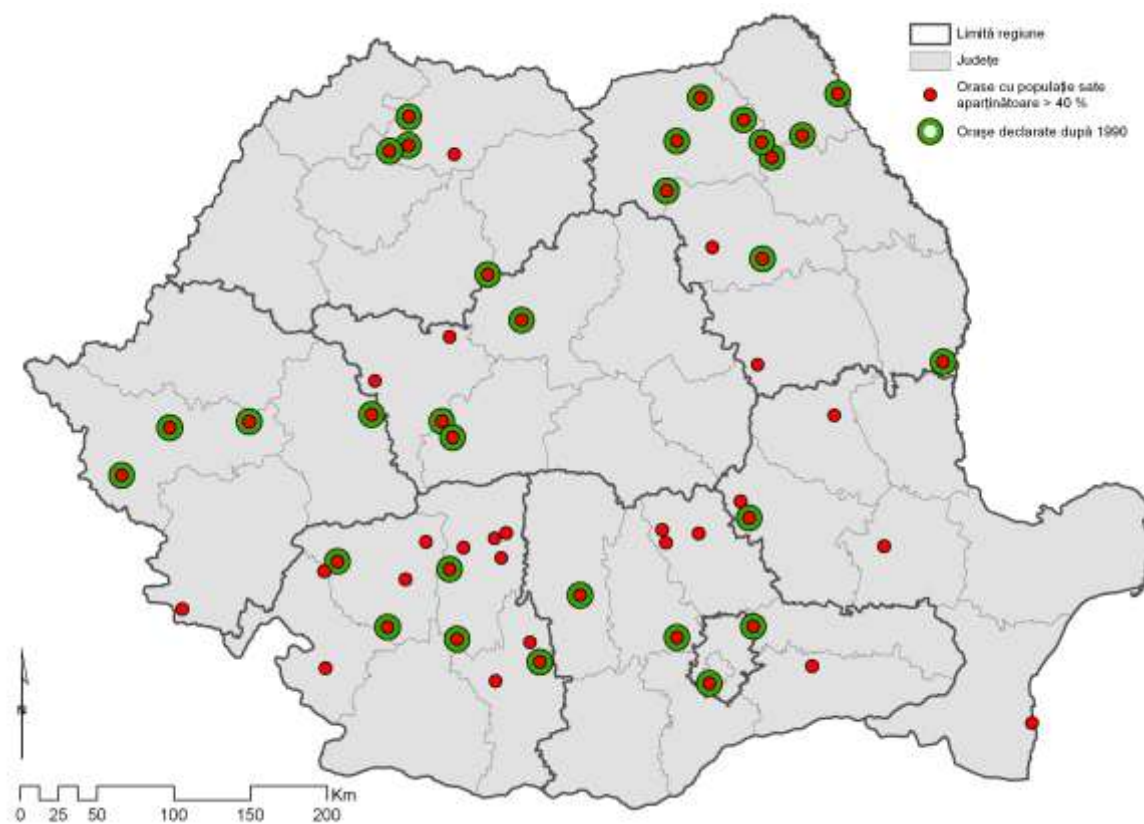 Limită regiune
Județe
Orase cu populație sate
aparținătoare > 40 %
Orașe declarate după 1990
Km
0 25 50 100 150 200